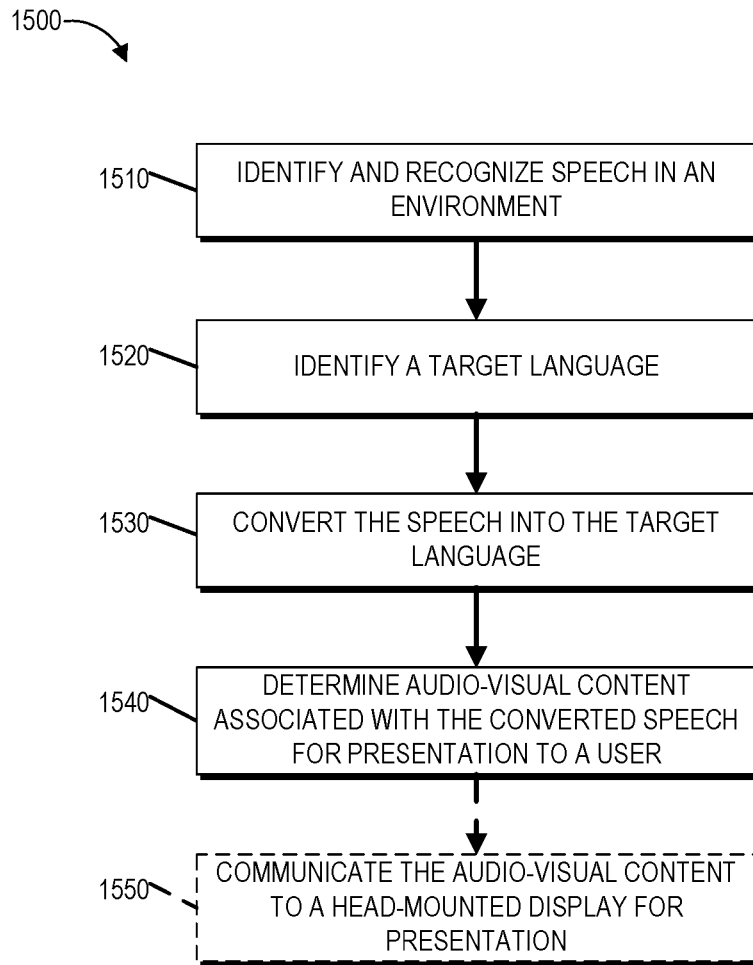 1500
1510
IDENTIFY AND RECOGNIZE SPEECH IN AN
ENVIRONMENT
1520
IDENTIFY A TARGET LANGUAGE
1530
CONVERT THE SPEECH INTO THE TARGET
LANGUAGE
1540
DETERMINE AUDIO-VISUAL CONTENT
ASSOCIATED WITH THE CONVERTED SPEECH
FOR PRESENTATION TO A USER
1550
COMMUNICATE THE AUDIO-VISUAL CONTENT
TO A HEAD-MOUNTED DISPLAY FOR
PRESENTATION